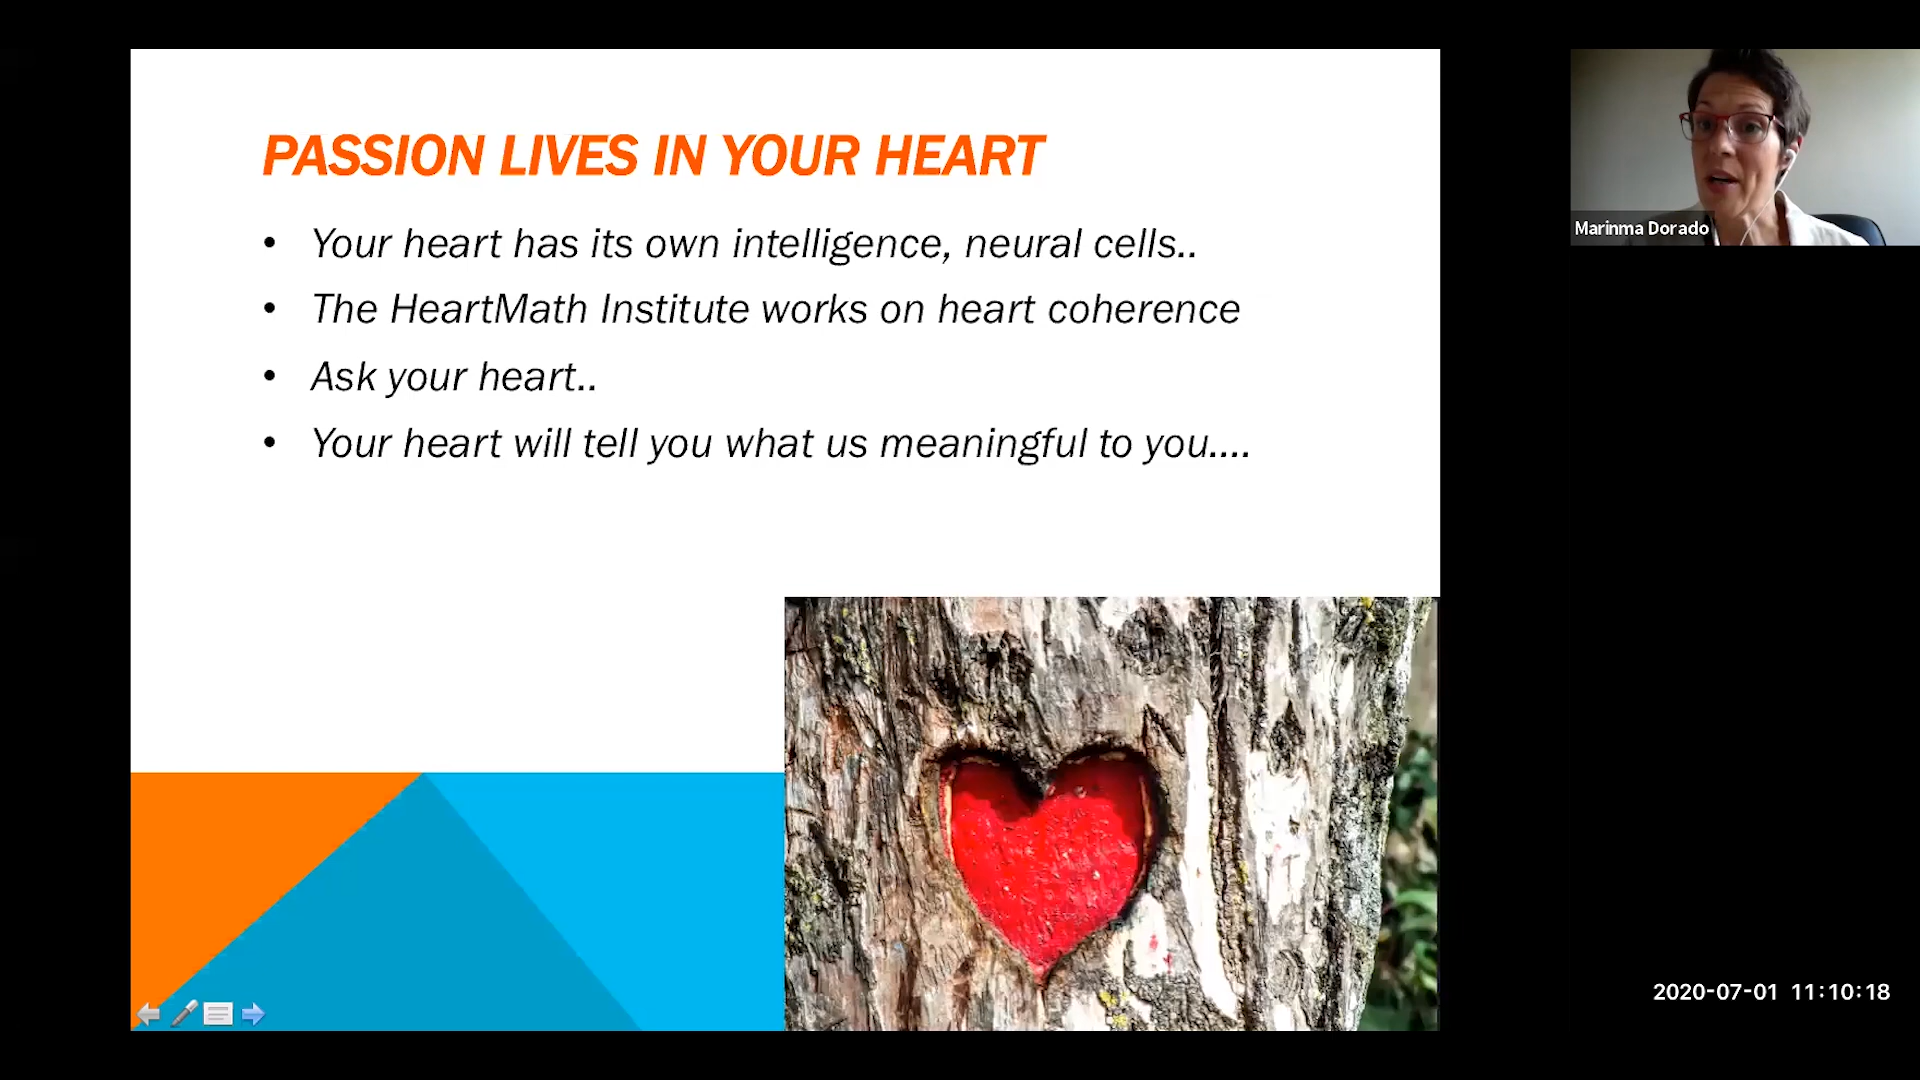 PASSION LIVES IN YOUR HEART
• Your heart has its own intelligence, neural cells..
• The HeartMath Institute works on heart coherence
• Ask your heart..
• Your heart will tell you what us meaningful to you....
Marinma Dorado
2020-07-01 11:10:18